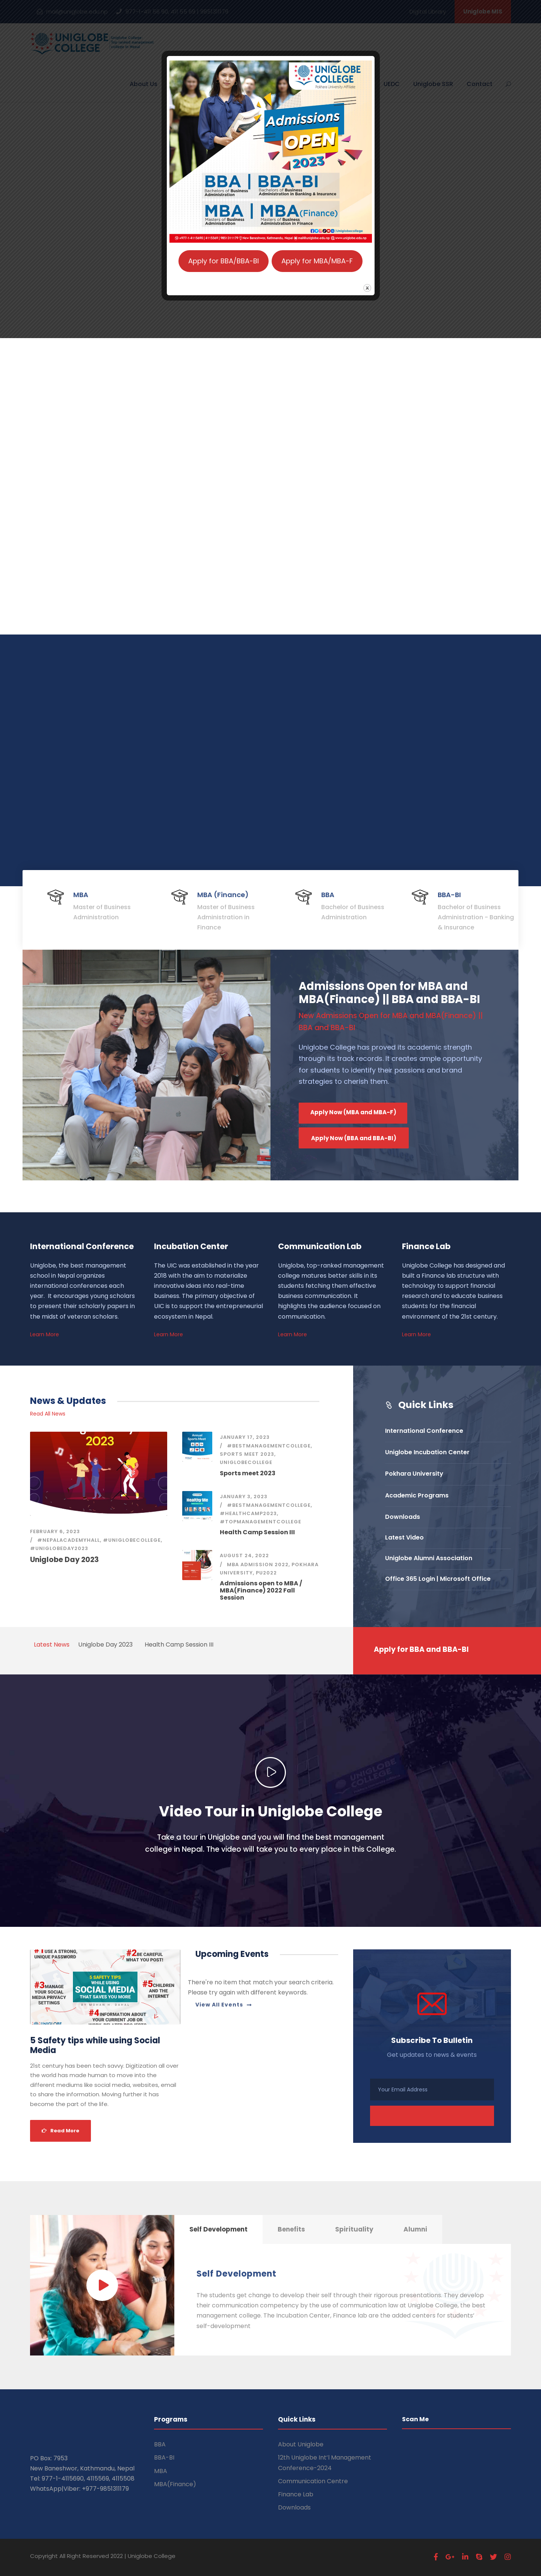 Uniglobe MIS
UNIGLOBE
COLLEGE
About Us
UEDC
Uniglobe SSR
Contact
UNIGLOBE
COLLEGE
Pokhara University Affiliate
Admissions
OPEN
2023
BBA | BBA-BI
Bachelors of Business Administration
Bachelors of Business Administration in Banking & Insurance
MBA | MBA (Finance)
Masters of Business Administration
Masters of Business Administration in Finance
Apply for BBA/BBA-BI
Apply for MBA/MBA-F
x
MBA
Master of Business
Administration
MBA (Finance)
Master of Business
Administration in
Finance
BBA
Bachelor of Business
Administration
BBA-BI
Bachelor of Business
Administration - Banking
& Insurance
Admissions Open for MBA and
MBA(Finance) || BBA and BBA-BI
New Admissions Open for MBA and MBA(Finance) ||
BBA and BBA-BI
Uniglobe College has proved its academic strength
through its track records. It creates ample opportunity
for students to identify their passions and brand
strategies to cherish them.
Apply Now (MBA and MBA-F)
Apply Now (BBA and BBA-BI)
International Conference
Uniglobe, the best management
school in Nepal organizes
international conferences each
year. It encourages young scholars
to present their scholarly papers in
the midst of veteran scholars.
Learn More
Incubation Center
The UIC was established in the year
2018 with the aim to materialize
innovative ideas into real-time
business. The primary objective of
UIC is to support the entrepreneurial
ecosystem in Nepal.
Learn More
Communication Lab
Uniglobe, top-ranked management
college matures better skills in its
students of fetching more effective
business communication. It
highlights the audience focused on
communication.
Learn More
Finance Lab
Uniglobe College has designed and
built a Finance lab structure with
technology to support financial
research and to educate business
students for the financial
environment of the 21st century.
Learn More
News & Updates
Read All News
2023
FEBRUARY 6, 2023
/ #NEPALACADEMYHALL, #UNIGLOBECOLLEGE,
#UNIGLOBEDAY2023
Uniglobe Day 2023
JANUARY 17, 2023
/ #BESTMANAGEMENTCOLLEGE,
SPORTS MEET 2023,
UNIGLOBECOLLEGE
Sports meet 2023
JANUARY 3, 2023
/ #BESTMANAGEMENTCOLLEGE,
#HEALTHCAMP2023,
#TOPMANAGEMENTCOLLEGE
Health Camp Session III
AUGUST 24, 2022
/ MBA ADMISSION 2022, POKHARA
UNIVERSITY, PU2022
Admissions open to MBA /
MBA(Finance) 2022 Fall
Session
Quick Links
International Conference
Uniglobe Incubation Center
Pokhara University
Academic Programs
Downloads
Latest Video
Uniglobe Alumni Association
Office 365 Login | Microsoft Office
Latest News
Uniglobe Day 2023
Health Camp Session III
Apply for BBA and BBA-BI
Video Tour in Uniglobe College
Take a tour in Uniglobe and you will find the best management
college in Nepal. The video will take you to every place in this College.
#1 USE A STRONG,
UNIQUE PASSWORD
#2 BE CAREFUL
WHAT YOU POST!
#3 MANAGE
YOUR SOCIAL
MEDIA PRIVACY
SETTINGS
5 SAFETY TIPS
WHILE USING
SOCIAL MEDIA
THAT SAVES YOU
#5 CHILDREN
AND THE
INTERNET
#4 INFORMATION
ABOUT YOUR
5 Safety tips while using Social
Media
21st century has been tech savvy. Digitization all over
the world has made human to move into the
different mediums like social media, websites, email
to share the information. Moving further it has
become the part of the life.
Read More
Upcoming Events
There're no item that match your search criteria.
Please try again with different keywords.
View All Events
Subscribe To Bulletin
Get updates to news & events
Your Email Address
Self Development
Benefits
Spirituality
Alumni
Self Development
The students get change to develop their self through their rigorous presentations. They develop
their communication competency by the use of communication law at Uniglobe College, the best
management college. The Incubation Center, Finance lab are the added centers for students'
self-development
PO Box: 7953
New Baneshwor, Kathmandu, Nepal
Tel: 977-1-4115690, 4115569, 4115506
WhatsApp|Viber: +977-9851311179
Programs
BBA
BBA-BI
MBA
MBA(Finance)
Quick Links
About Uniglobe
12th Uniglobe Int'l Management
Conference-2024
Communication Centre
Finance Lab
Downloads
Scan Me
Copyright All Right Reserved 2022 | Uniglobe College